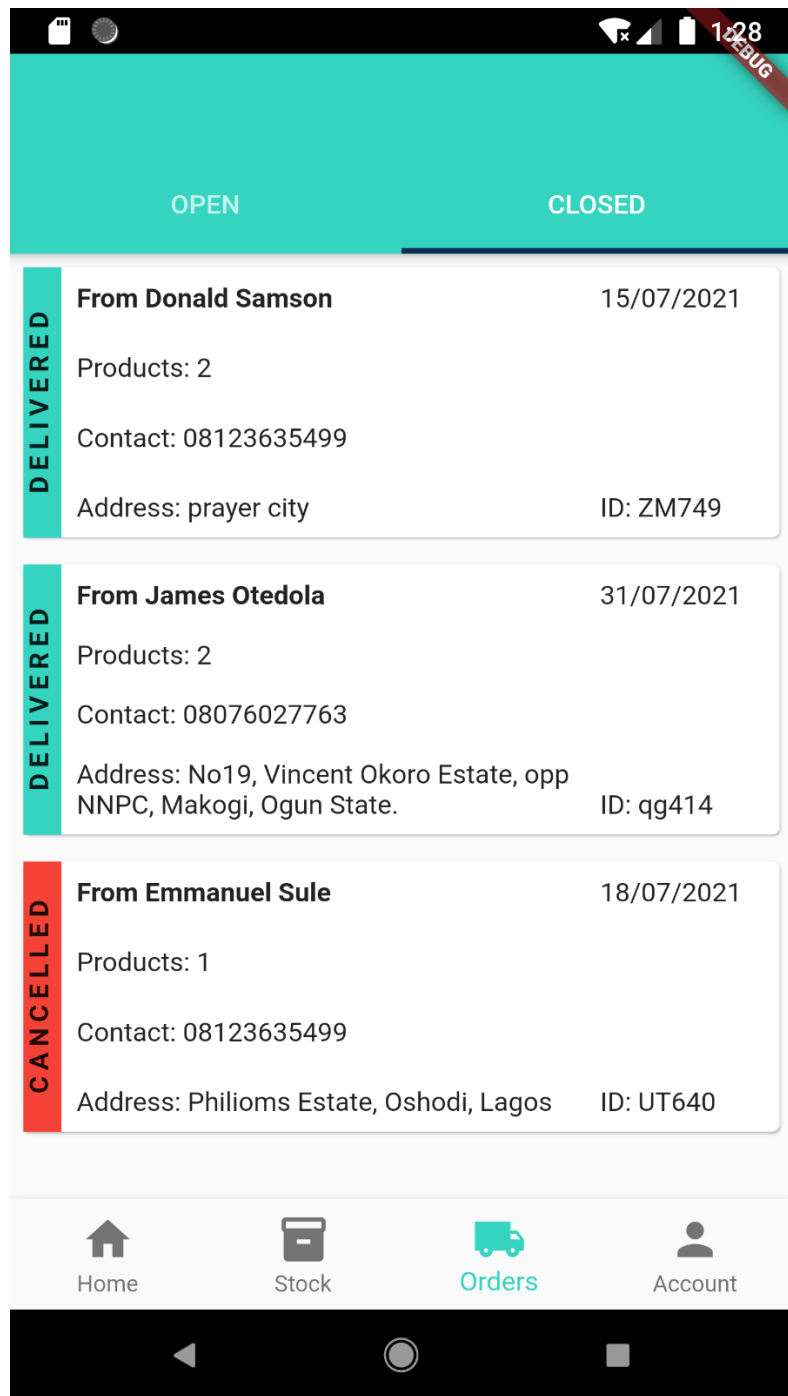 1:28
DEBUG
OPEN CLOSED
DELIVERED
From Donald Samson 15/07/2021
Products: 2
Contact: 08123635499
Address: prayer city ID: ZM749
DELIVERED
From James Otedola 31/07/2021
Products: 2
Contact: 08076027763
Address: No19, Vincent Okoro Estate, opp
NNPC, Makogi, Ogun State. ID: qg414
CANCELLED
From Emmanuel Sule 18/07/2021
Products: 1
Contact: 08123635499
Address: Philioms Estate, Oshodi, Lagos ID: UT640
Home Stock Orders Account